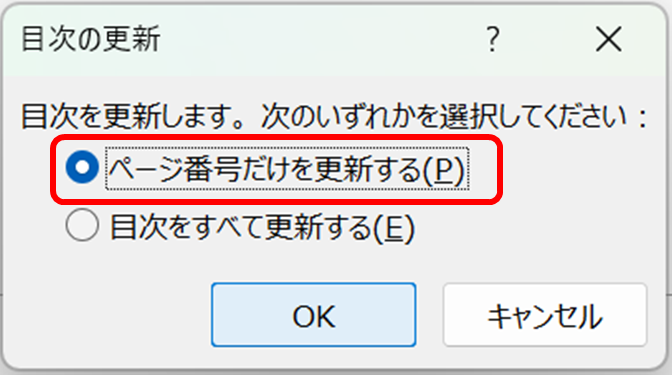 目次の更新 ?
目次を更新します。次のいずれかを選択してください：
ページ番号だけを更新する(P)
目次をすべて更新する(E)
OK キャンセル